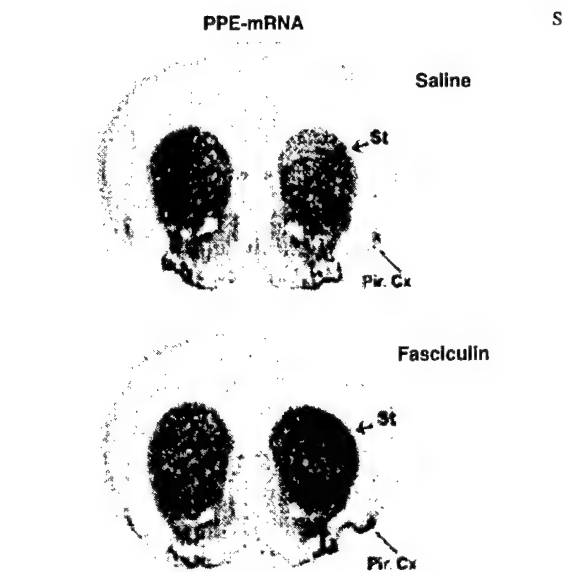 PPE-mRNA
S
Saline
St
Pir. Cx
Fasciculin
St
Pir. Cx